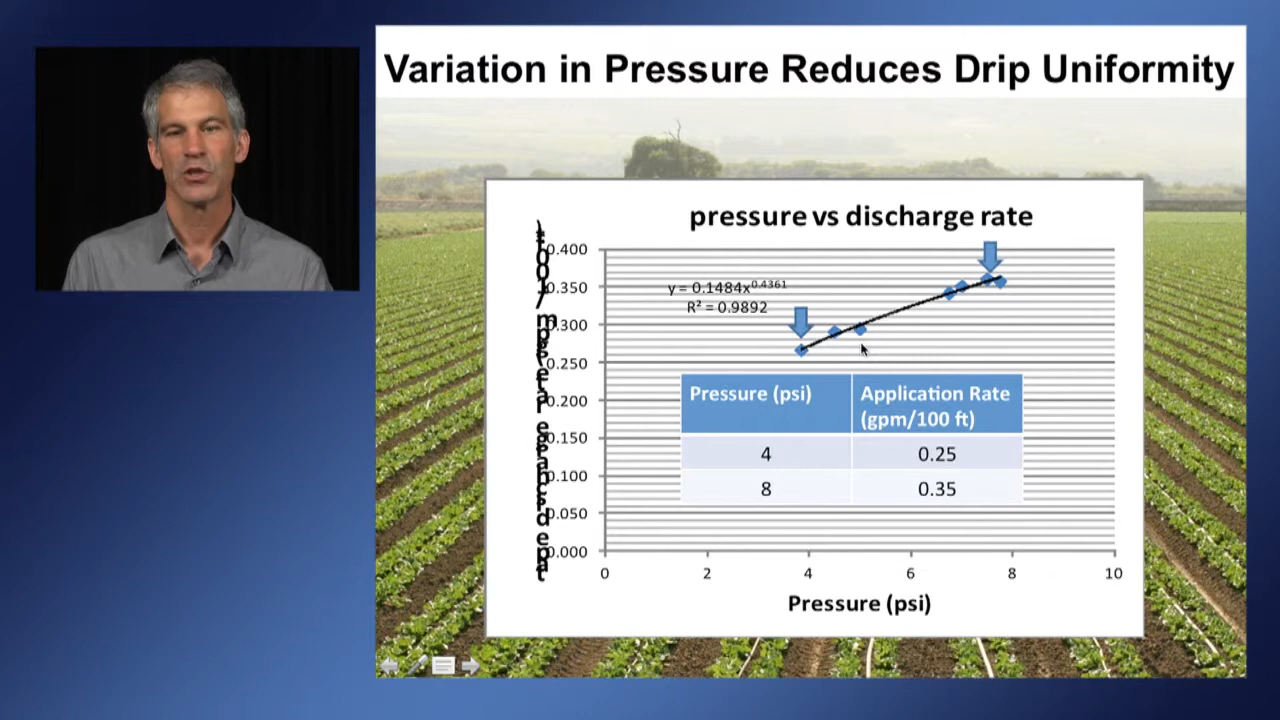 Variation in Pressure Reduces Drip Uniformity
pressure vs discharge rate
0.400
0.350
0.300
0.250
0.200
0.150
0.100
0.050
0.000
y = 0.1484x^0.4361
R² = 0.9892
Pressure (psi)
Application Rate
(gpm/100 ft)
4
0.25
8
0.35
0
2
4
6
8
10
Pressure (psi)